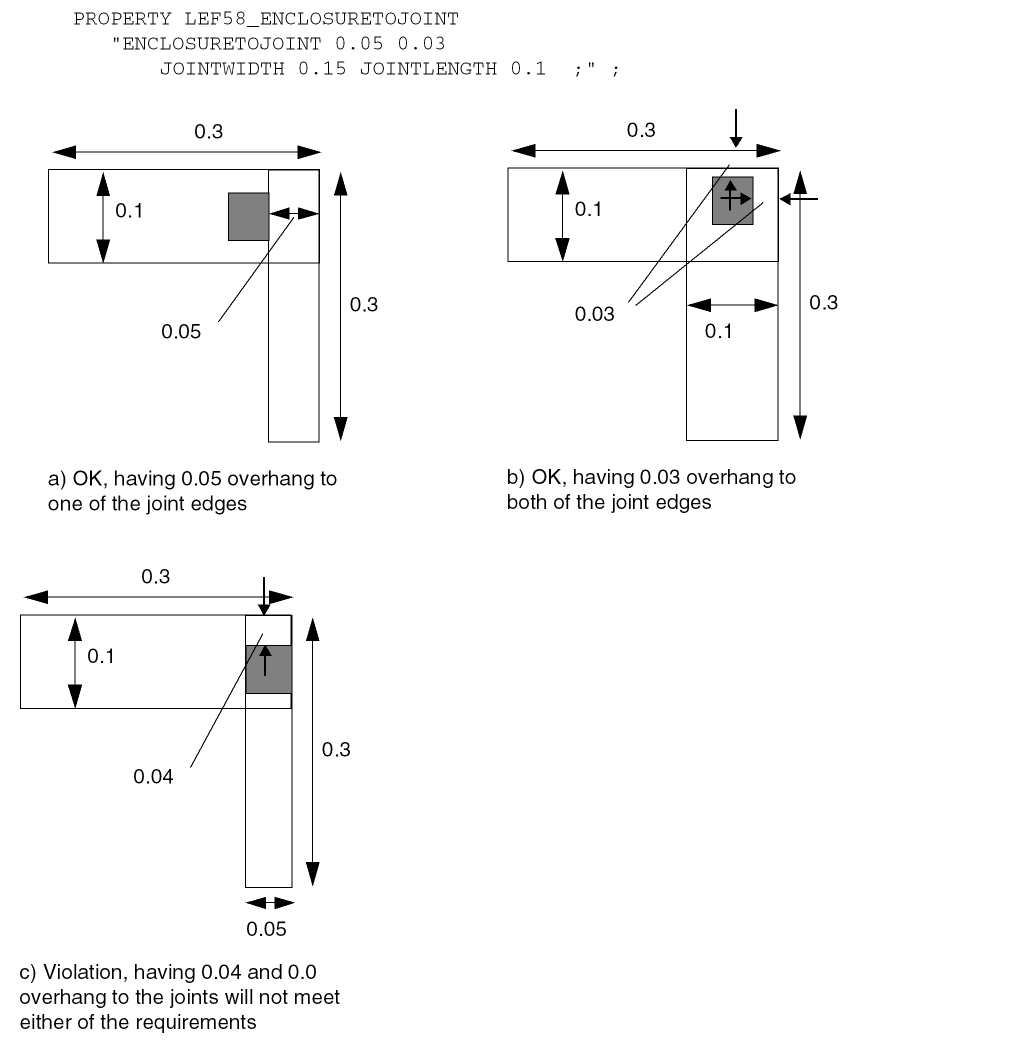 PROPERTY LEF58_ENCLOSURETOJOINT
"ENCLOSURETOJOINT 0.05 0.03
JOINTWIDTH 0.15 JOINTLENGTH 0.1 ;" ;
0.3
0.1
0.3
0.05
a) OK, having 0.05 overhang to
one of the joint edges
0.3
0.1
0.03
0.1
0.3
b) OK, having 0.03 overhang to
both of the joint edges
0.3
0.1
0.3
0.04
0.05
c) Violation, having 0.04 and 0.0
overhang to the joints will not meet
either of the requirements